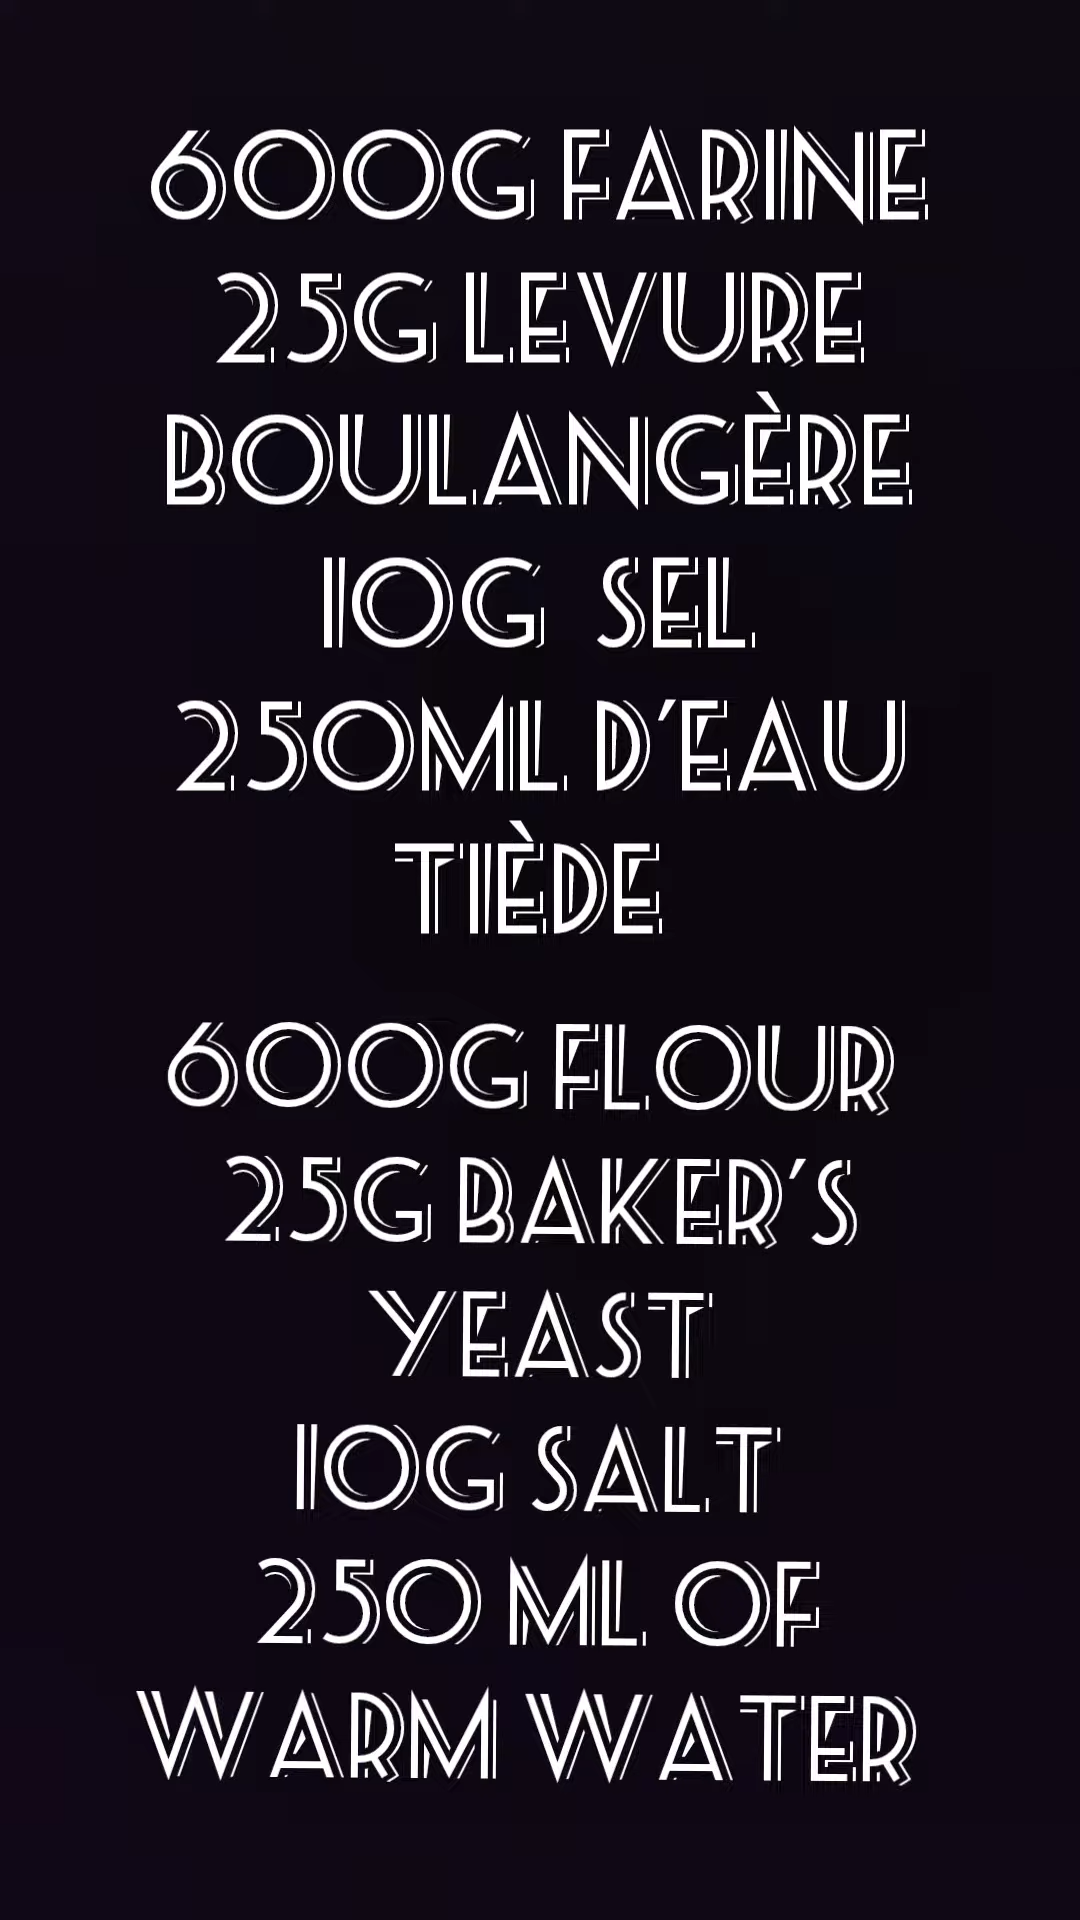 600G FARINE
25G LEVURE
BOULANGÈRE
10G SEL
250ML D'EAU
TIÈDE
600G FLOUR
25G BAKER'S
YEAST
10G SALT
250 ML OF
WARM WATER